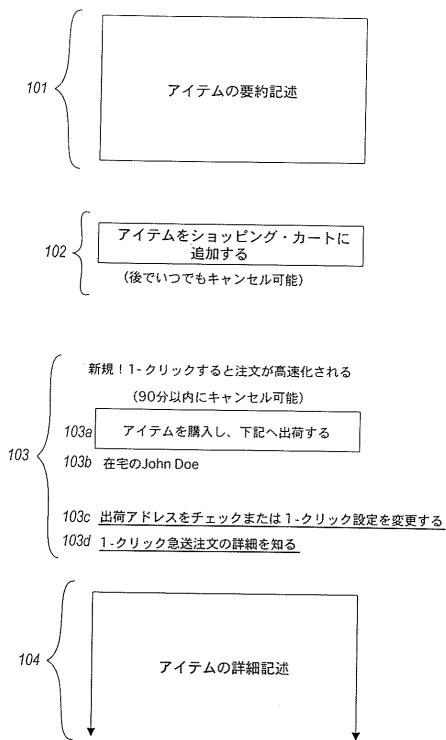 101
アイテムの要約記述
102
アイテムをショッピング・カートに
追加する
(後でいつでもキャンセル可能)
103
新規!1-クリックすると注文が高速化される
(90分以内にキャンセル可能)
103a アイテムを購入し、下記へ出荷する
103b 在宅のJohn Doe
103c 出荷アドレスをチェックまたは1-クリック設定を変更する
103d 1-クリック急送注文の詳細を知る
104
アイテムの詳細記述